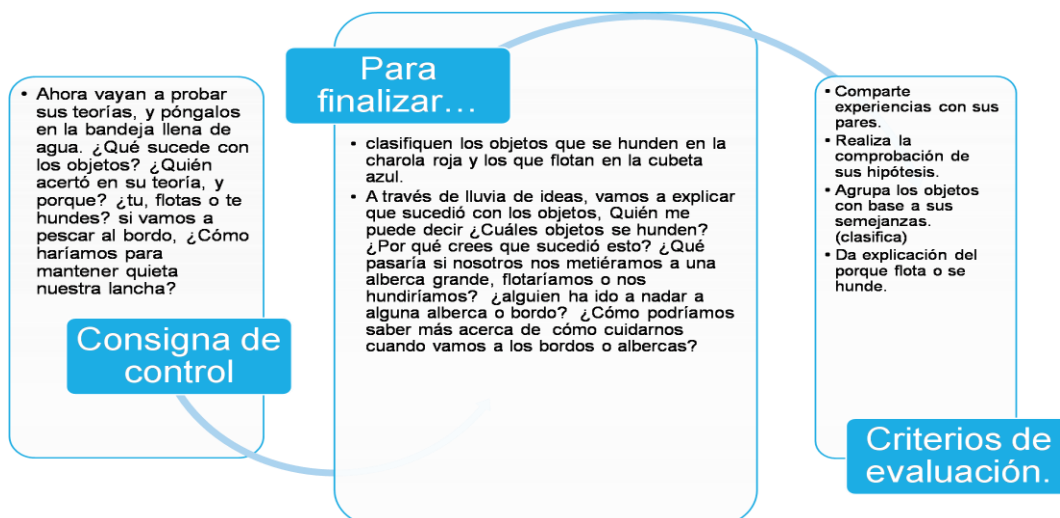 • Ahora vayan a probar
sus teorías, y póngalos
en la bandeja llena de
agua. ¿Qué sucede con
los objetos? ¿Quién
acertó en su teoría, y
porque? ¿tu, flotas o te
hundes? si vamos a
pescar al bordo, ¿Cómo
haríamos para
mantener quieta
nuestra lancha?
Consigna de
control
Para
finalizar...
• clasifiquen los objetos que se hunden en la
charola roja y los que flotan en la cubeta
azul.
• A través de lluvia de ideas, vamos a explicar
que sucedió con los objetos, Quién me
puede decir ¿Cuáles objetos se hunden?
¿Por qué crees que sucedió esto? ¿Qué
pasaría si nosotros nos metiéramos a una
alberca grande, flotaríamos o nos
hundiríamos? ¿alguien ha ido a nadar a
alguna alberca o bordo? ¿Cómo podríamos
saber más acerca de cómo cuidarnos
cuando vamos a los bordos o albercas?
• Comparte
experiencias con sus
pares.
• Realiza la
comprobación de
sus hipótesis.
• Agrupa los objetos
con base a sus
semejanzas.
(clasifica)
• Da explicación del
porque flota o se
hunde.
Criterios de
evaluación.